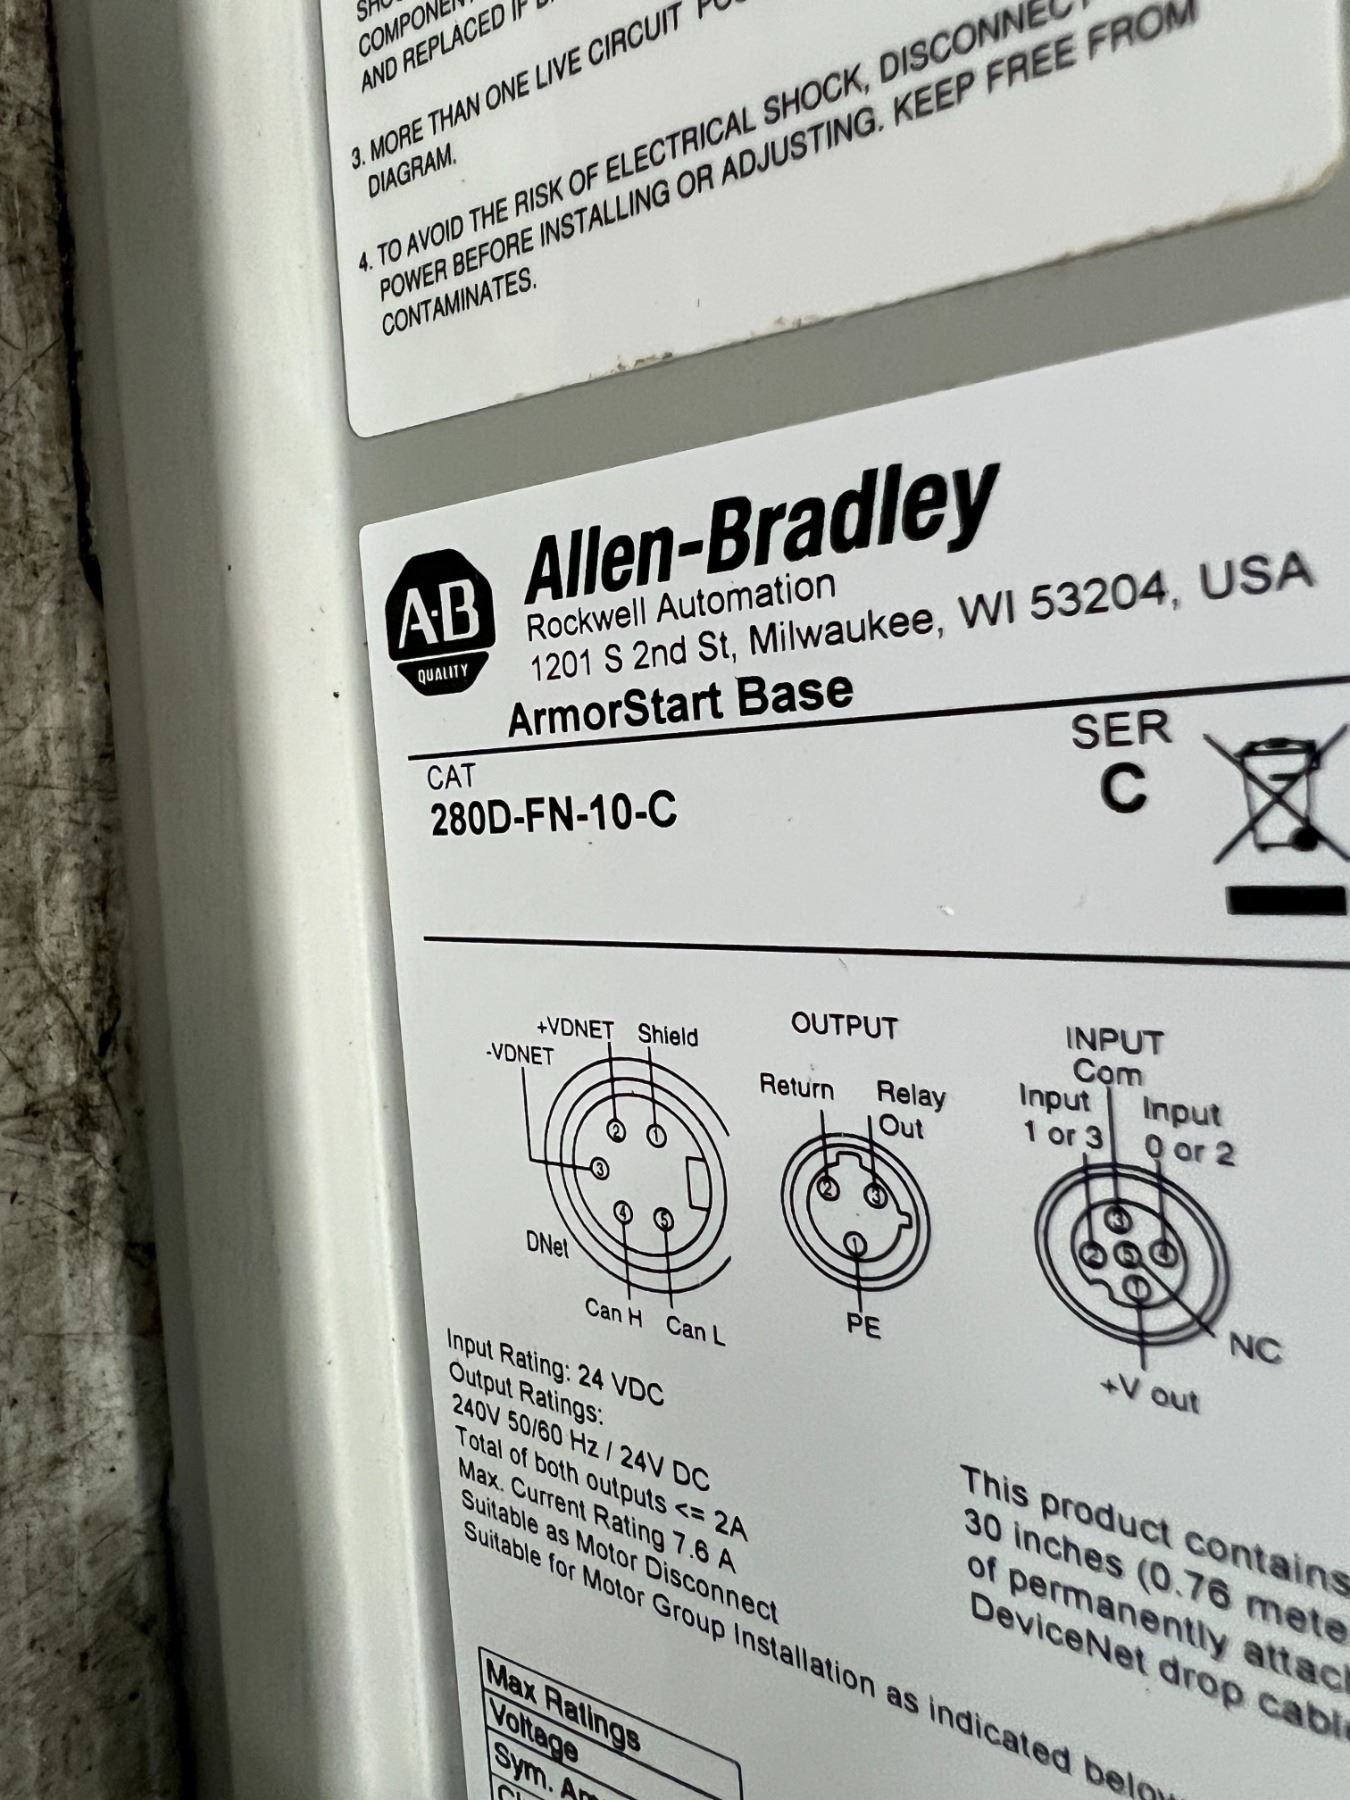 COMPONEN
AND REPLACED IF
3. MORE THAN ONE LIVE CIRCUIT
DIAGRAM.
4. TO AVOID THE RISK OF ELECTRICAL SHOCK, DISCONNEC
POWER BEFORE INSTALLING OR ADJUSTING. KEEP FREE FROM
CONTAMINATES.
A·B
QUALITY
Allen-Bradley
Rockwell Automation
1201 S 2nd St, Milwaukee, WI 53204, USA
ArmorStart Base
CAT
280D-FN-10-C
SER
C
+VDNET Shield
-VDNET
2 1
3
4 5
DNet
Can H Can L
OUTPUT
Return Relay
Out
2 3
1
PE
INPUT
Com
Input Input
1 or 3 0 or 2
3
2 5 4
1
NC
+V out
Input Rating: 24 VDC
Output Ratings:
240V 50/60 Hz / 24V DC
Total of both outputs <= 2A
Max. Current Rating 7.6 A
Suitable as Motor Disconnect
Suitable for Motor Group Installation as indicated below
This product contains
30 inches (0.76 mete
of permanently attach
DeviceNet drop cable
Max Ratings
Voltage
Sym.